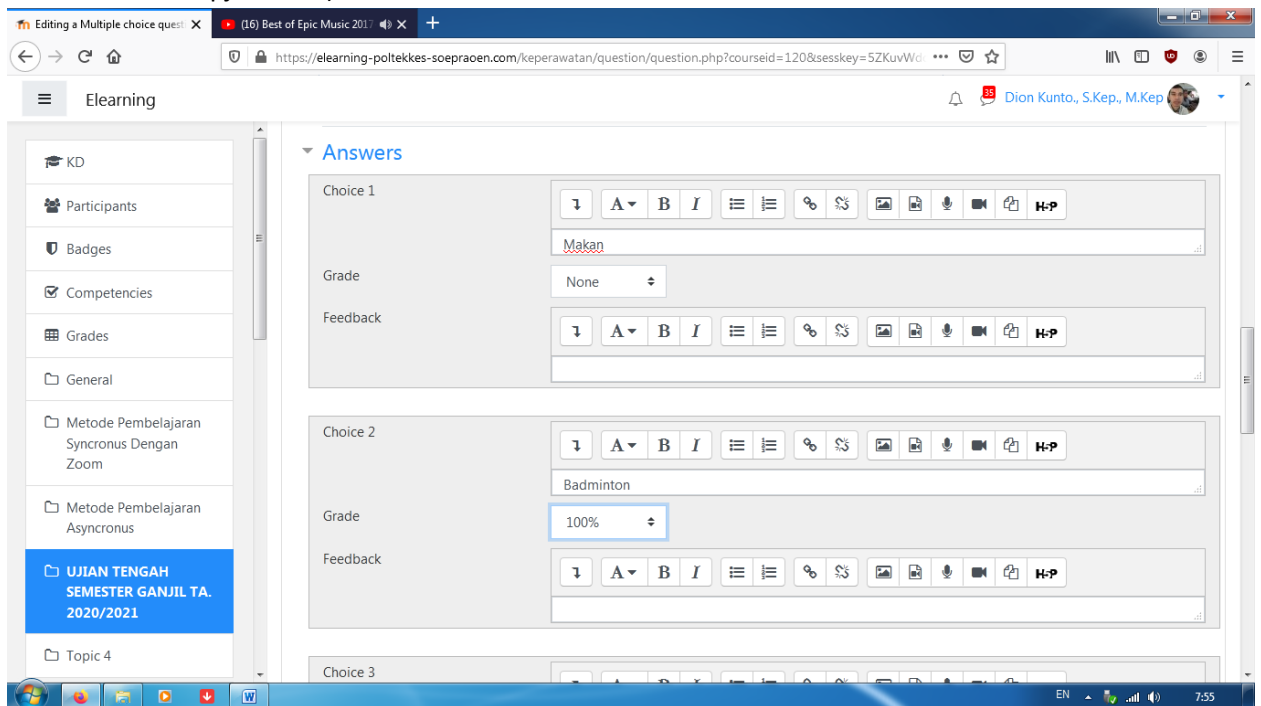 Editing a Multiple choice quest
(16) Best of Epic Music 2017
https://elearning-poltekkes-soepraoen.com/keperawatan/question/question.php?courseid=120&sesskey=5ZKuvWd
Elearning
35
Dion Kunto., S.Kep., M.Kep
KD
Participants
Badges
Competencies
Grades
General
Metode Pembelajaran
Syncronus Dengan
Zoom
Metode Pembelajaran
Asyncronus
UJIAN TENGAH
SEMESTER GANJIL TA.
2020/2021
Topic 4
Answers
Choice 1
A B I H-P
Makan
Grade
None
Feedback
A B I H-P
Choice 2
A B I H-P
Badminton
Grade
100%
Feedback
A B I H-P
Choice 3
EN
7:55